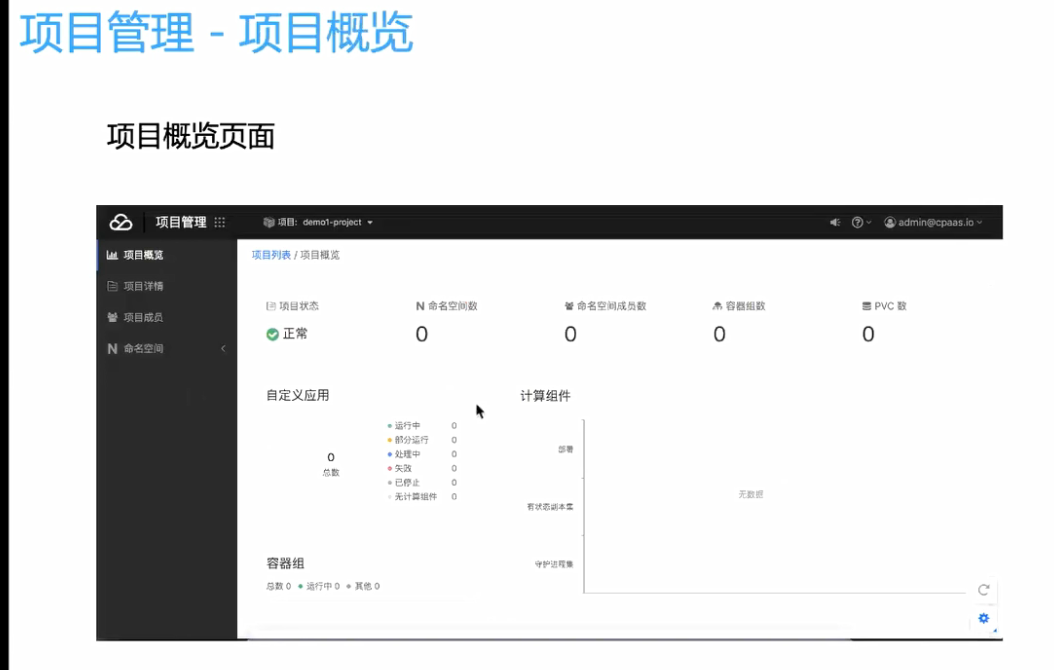 项目管理 - 项目概览
项目概览页面
项目管理 项目: demo1-project admin@cpaas.io
项目概览
项目详情
项目成员
命名空间
项目列表 / 项目概览
项目状态 N 命名空间数 命名空间成员数 容器组数 PVC 数
正常 0 0 0 0
自定义应用 计算组件
运行中 0
部分运行 0
处理中 0
失败 0
已停止 0
无计算组件 0
0
总数
部署
有状态副本集
守护进程集
无数据
容器组
总数 0 运行中 0 其他 0